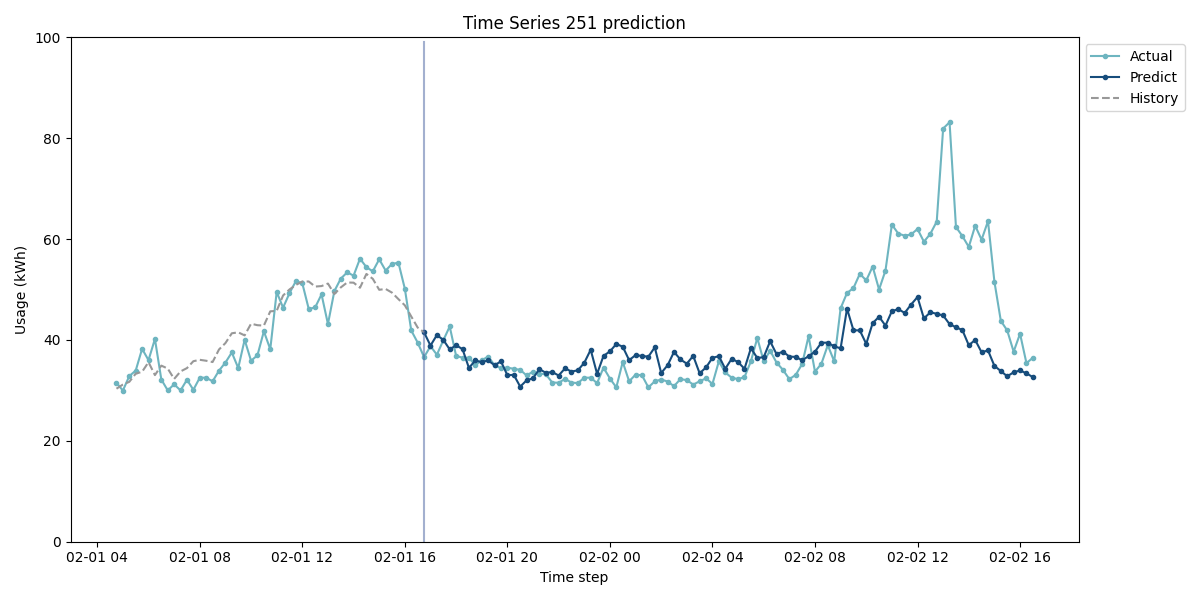 Time Series 251 prediction
Usage (kWh)
100
80
60
40
20
0
02-01 04
02-01 08
02-01 12
02-01 16
02-01 20
02-02 00
02-02 04
02-02 08
02-02 12
02-02 16
Time step
Actual
Predict
History